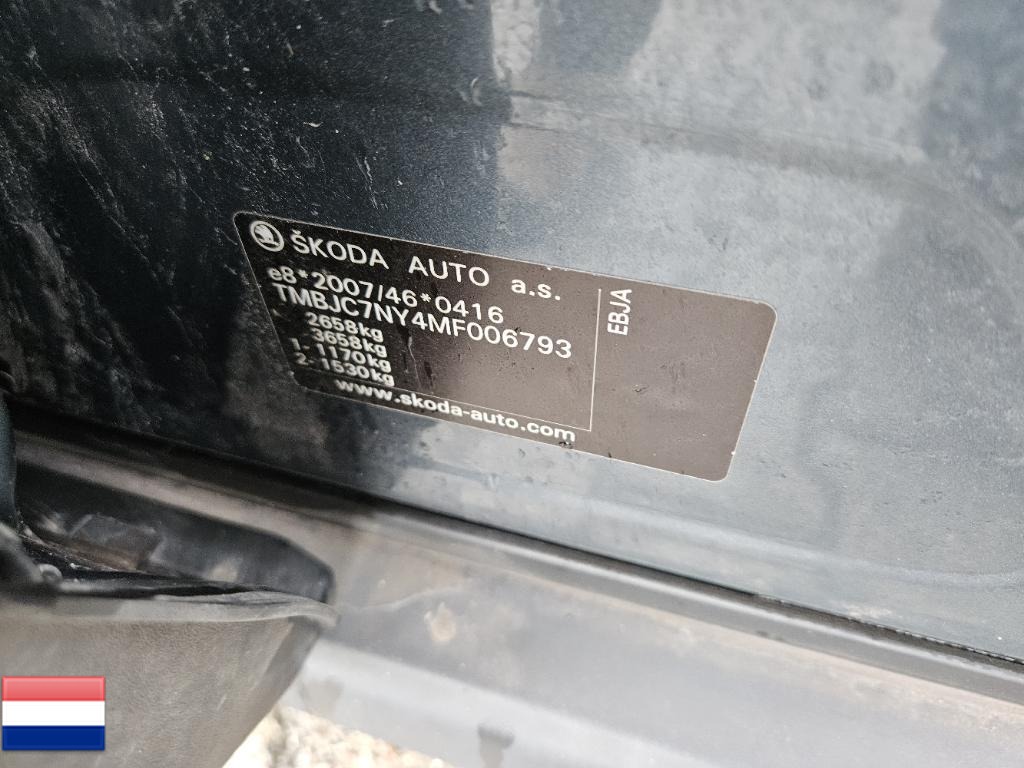 ŠKODA AUTO a.s.
e8*2007/46*0416
TMBJC7NY4MF006793
2658kg
3658kg
1- 1170kg
2- 1530kg
www.skoda-auto.com
EBJA